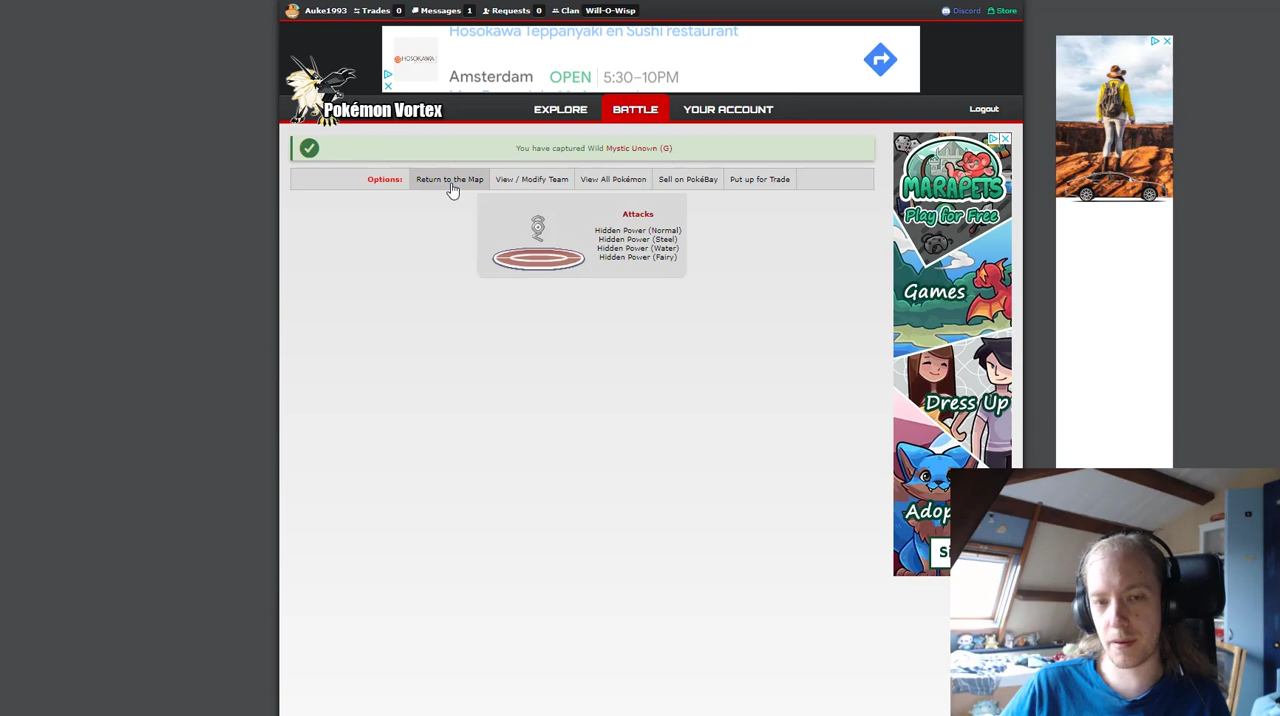 Auke1993 Trades 0 Messages 1 Requests 0 Clan Will-O-Wisp Discord Store
Hosokawa Teppanyaki en Sushi restaurant
HOSOKAWA
Amsterdam OPEN 5:30–10PM
Pokémon Vortex
EXPLORE BATTLE YOUR ACCOUNT Logout
You have captured Wild Mystic Unown (G)
Options: Return to the Map View / Modify Team View All Pokémon Sell on PokéBay Put up for Trade
Attacks
Hidden Power (Normal)
Hidden Power (Steel)
Hidden Power (Water)
Hidden Power (Fairy)
MARAPETS
Play for Free
Games
Dress Up
Adop
Si